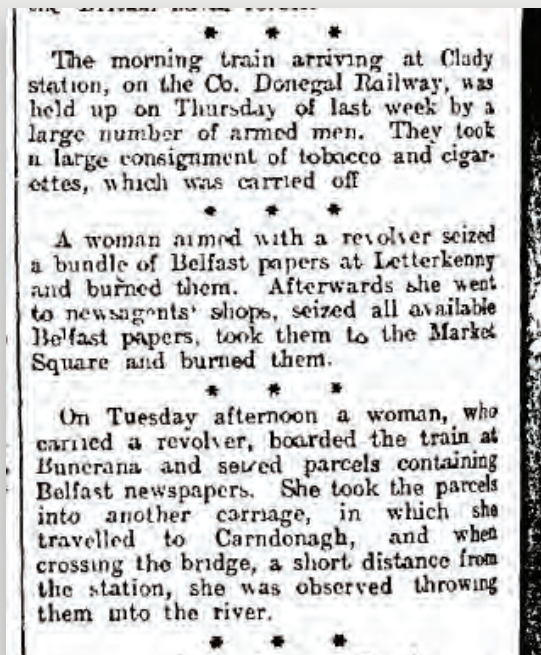 * * *
The morning train arriving at Clady
station, on the Co. Donegal Railway, was
held up on Thursday of last week by a
large number of armed men. They took
a large consignment of tobacco and cigar-
ettes, which was carried off
* * *
A woman armed with a revolver seized
a bundle of Belfast papers at Letterkenny
and burned them. Afterwards she went
to newsagents' shops, seized all available
Belfast papers, took them to the Market
Square and burned them.
* * *
On Tuesday afternoon a woman, who
carried a revolver, boarded the train at
Buncrana and seized parcels containing
Belfast newspapers. She took the parcels
into another carriage, in which she
travelled to Carndonagh, and when
crossing the bridge, a short distance from
the station, she was observed throwing
them into the river.
* * *